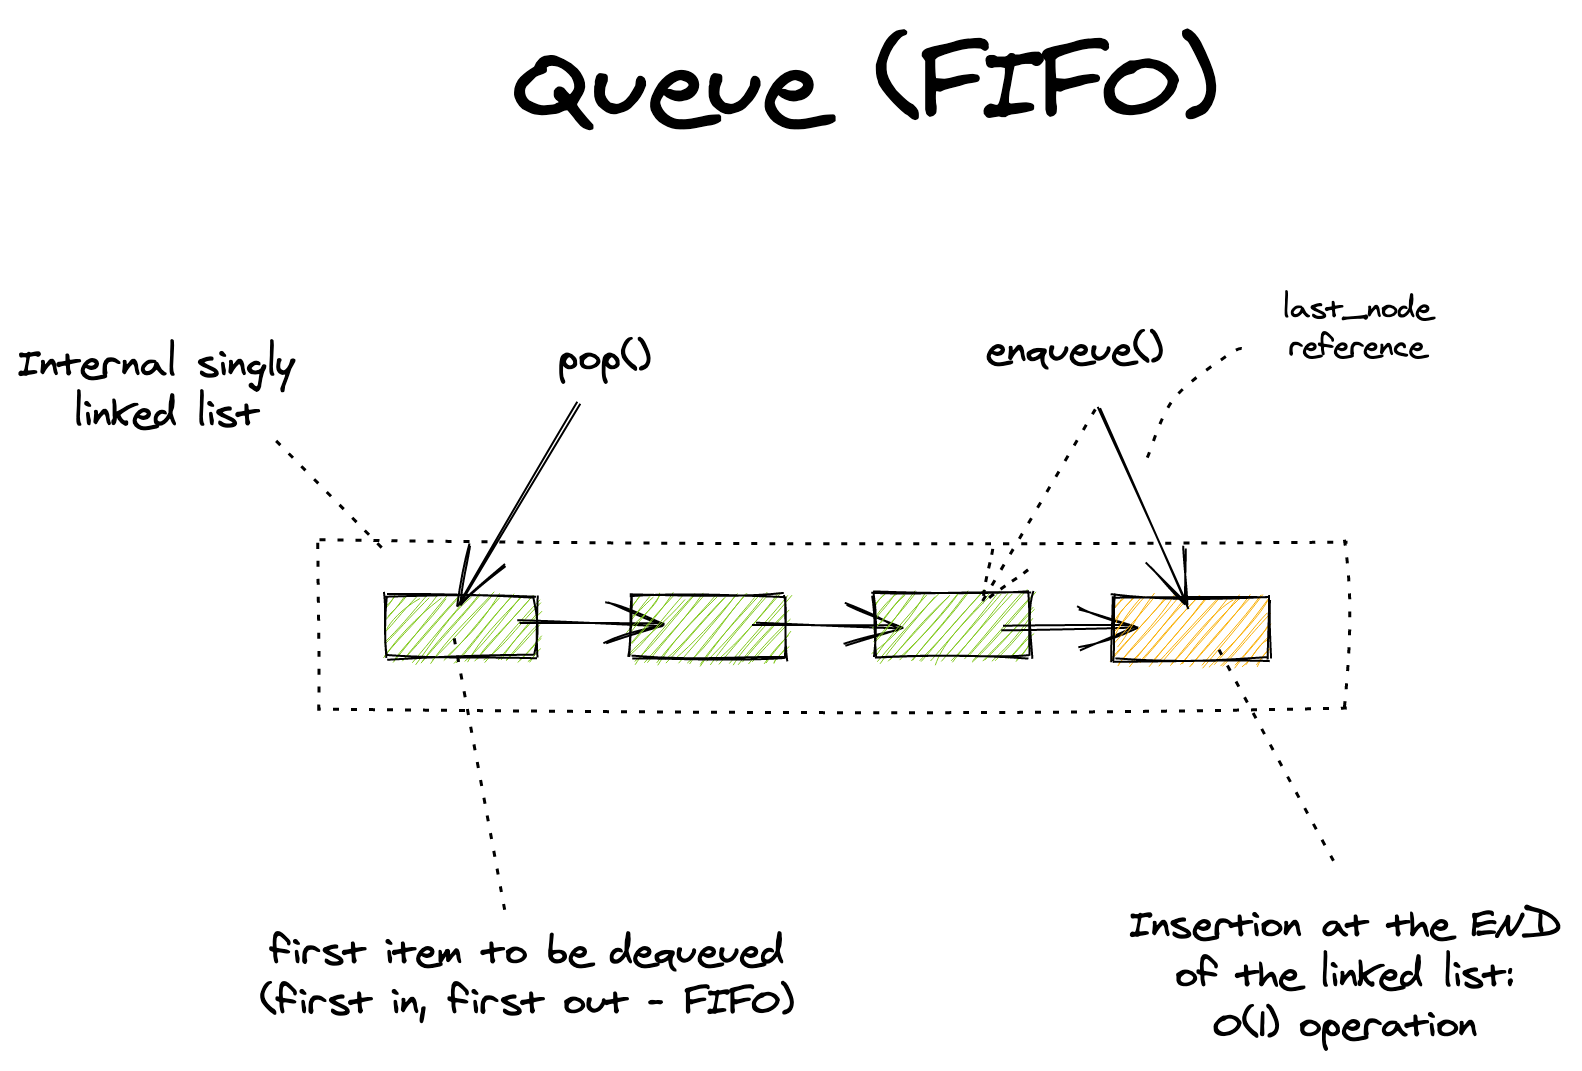 Queue (FIFO)
last_node
reference
Internal singly
linked list
pop()
enqueue()
first item to be dequeued
(first in, first out - FIFO)
Insertion at the END
of the linked list:
O(1) operation